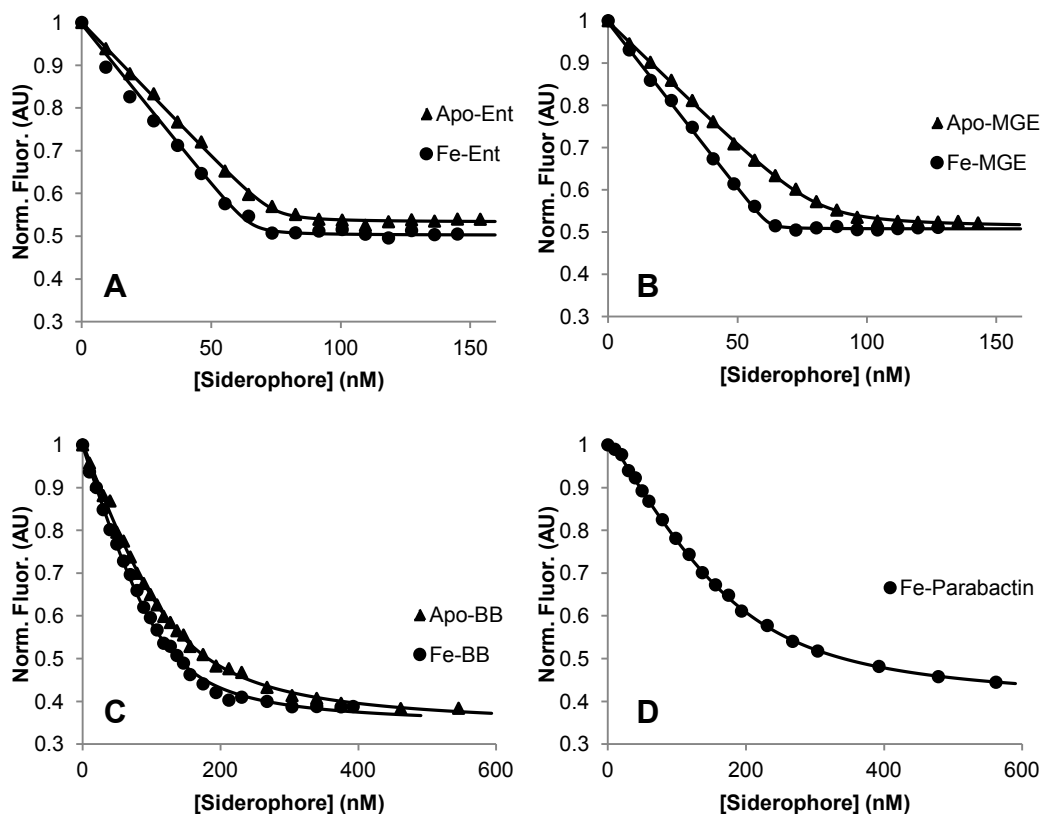 1
0.9
0.8
0.7
0.6
0.5
0.4
0.3
Norm. Fluor (AU)
Apo-Ent
Fe-Ent
A
0
50
100
150
[Siderophore] (nM)
1
0.9
0.8
0.7
0.6
0.5
0.4
0.3
Norm. Fluor. (AU)
Apo-MGE
Fe-MGE
B
0
50
100
150
[Siderophore] (nM)
1
0.9
0.8
0.7
0.6
0.5
0.4
0.3
Norm. Fluor. (AU)
Apo-BB
Fe-BB
C
0
200
400
600
[Siderophore] (nM)
1
0.9
0.8
0.7
0.6
0.5
0.4
0.3
Norm. Fluor. (AU)
Fe-Parabactin
D
0
200
400
600
[Siderophore] (nM)